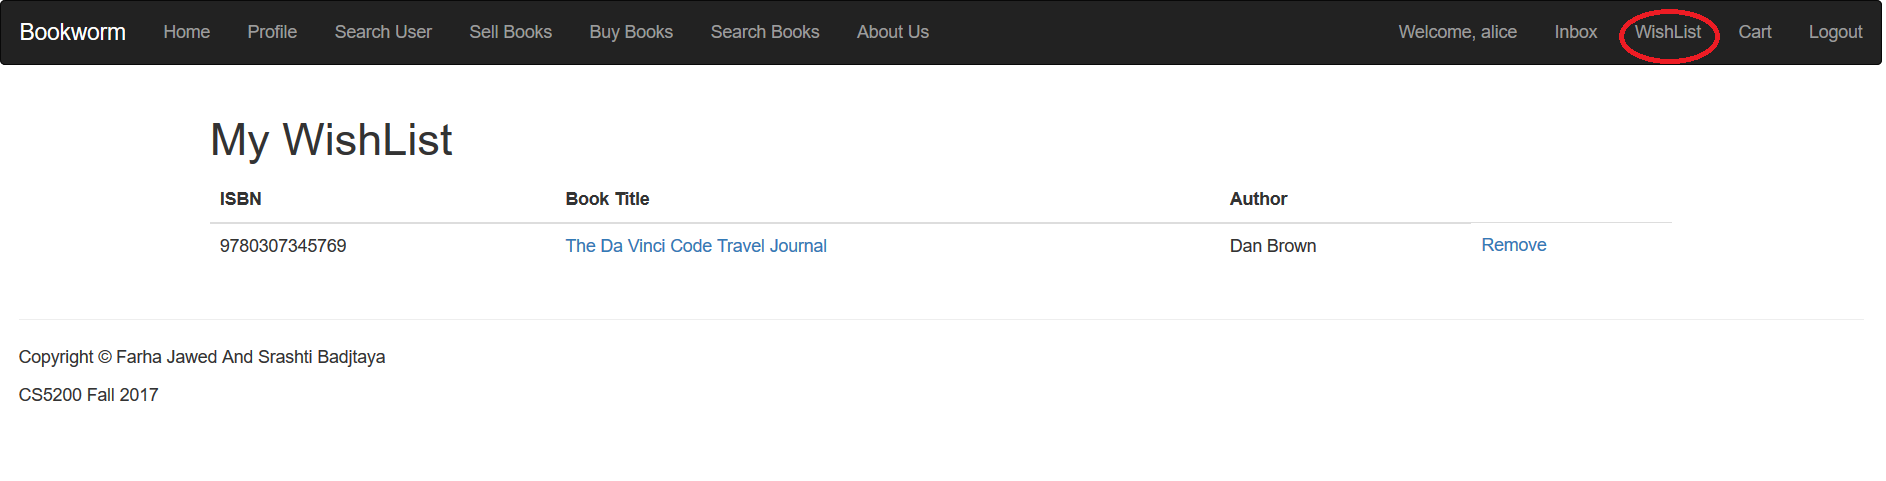 Bookworm Home Profile Search User Sell Books Buy Books Search Books About Us Welcome, alice Inbox WishList Cart Logout
My WishList
ISBN Book Title Author
9780307345769 The Da Vinci Code Travel Journal Dan Brown Remove
Copyright © Farha Jawed And Srashti Badjtaya
CS5200 Fall 2017